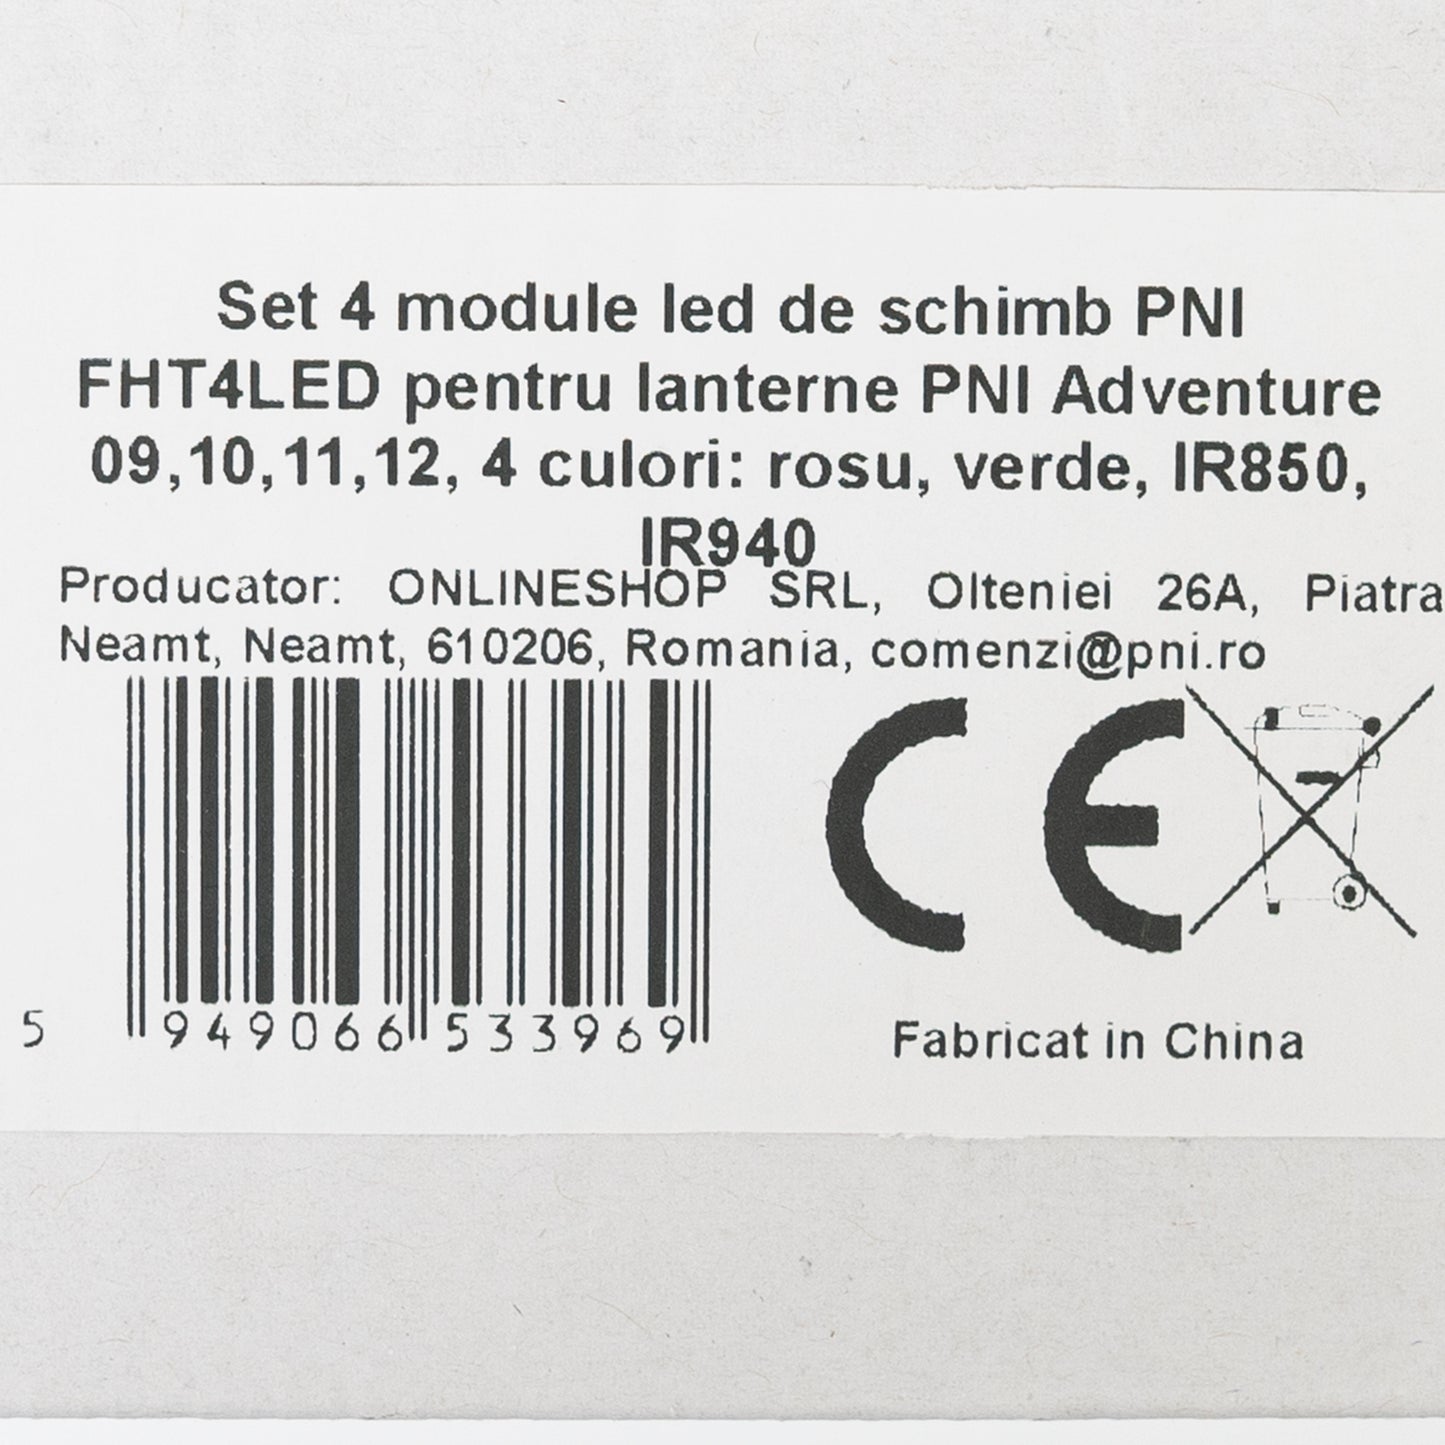 Set 4 module led de schimb PNI
FHT4LED pentru lanterne PNI Adventure
09,10,11,12, 4 culori: rosu, verde, IR850,
IR940
Producator: ONLINESHOP SRL, Olteniei 26A, Piatra
Neamt, Neamt, 610206, Romania, comenzi@pni.ro
CE
5 949066 533969
Fabricat in China